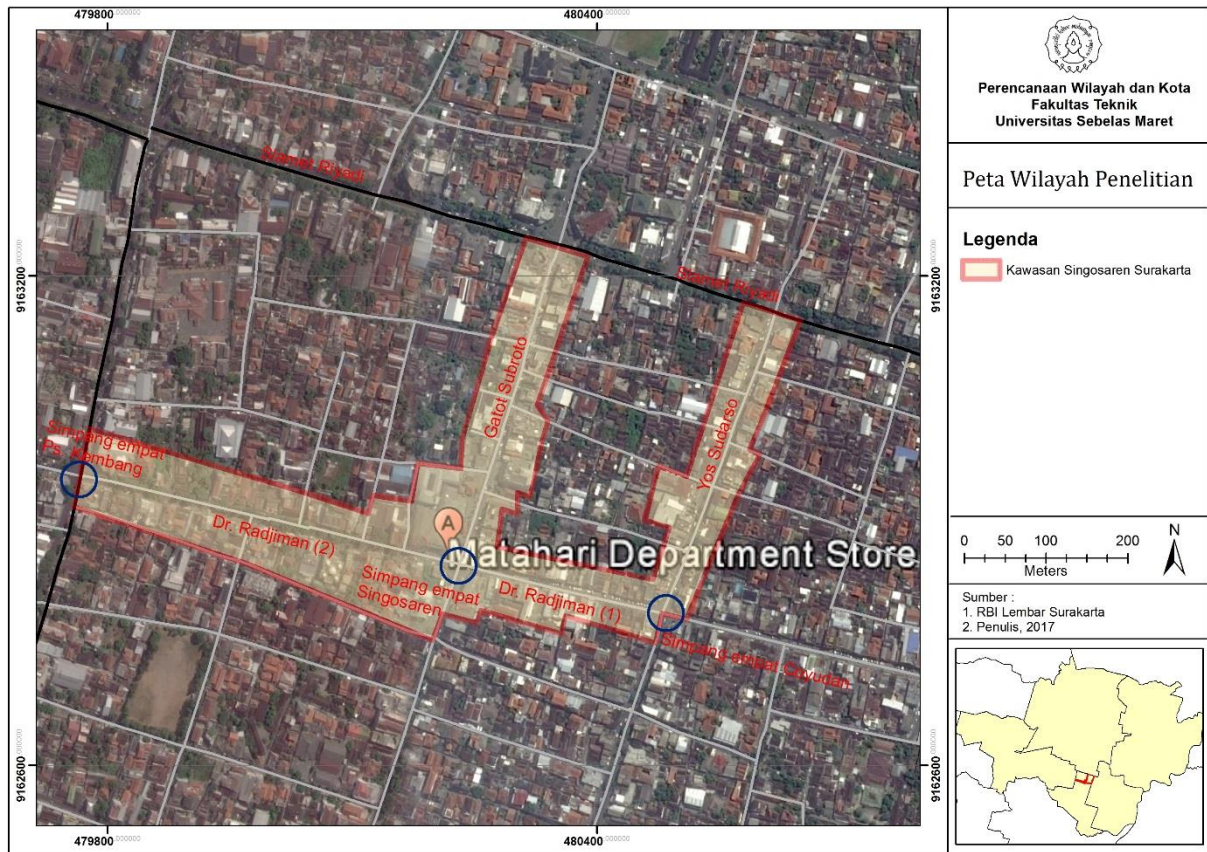 479800
480400
9163200
.000000
9162600
.000000
Slamet Riyadi
Slamet Riyadi
Gatot Subroto
Yos Sudarso
Simpang empat
Ps. Kembang
Dr. Radjiman (2)
A
Matahari Department Store
Simpang empat
Singosaren
Dr. Radjiman (1)
Simpang empat Coyudan
9163200
.000000
9162600
.000000
479800
.000000
480400
.000000
Perencanaan Wilayah dan Kota
Fakultas Teknik
Universitas Sebelas Maret
Peta Wilayah Penelitian
Legenda
Kawasan Singosaren Surakarta
0 50 100 200
Meters
N
Sumber :
1. RBI Lembar Surakarta
2. Penulis, 2017